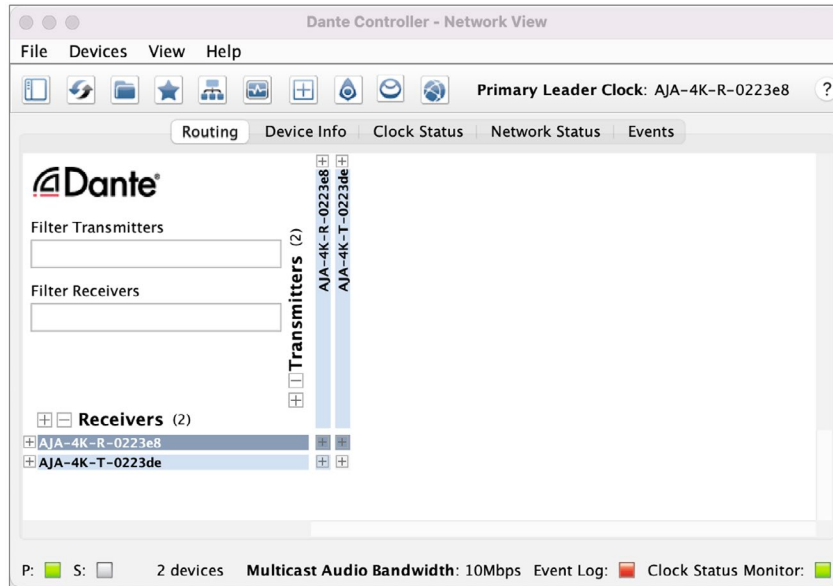 Dante Controller - Network View
File Devices View Help
Primary Leader Clock: AJA-4K-R-0223e8 ?
Routing Device Info Clock Status Network Status Events
Dante®
Filter Transmitters
Filter Receivers
Transmitters (2)
AJA-4K-R-0223e8
AJA-4K-T-0223de
Receivers (2)
AJA-4K-R-0223e8
AJA-4K-T-0223de
P: S: 2 devices Multicast Audio Bandwidth: 10Mbps Event Log: Clock Status Monitor: